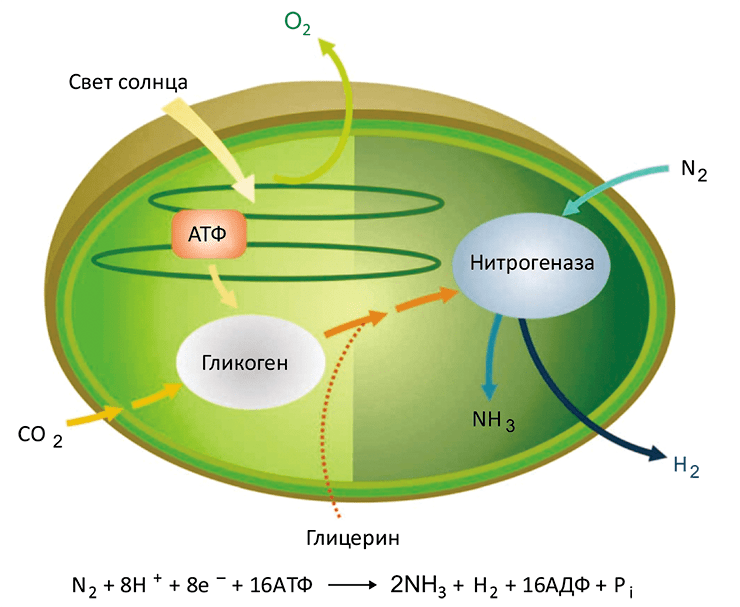 O₂
Свет солнца
N₂
АТФ
Нитрогеназа
Гликоген
CO₂
NH₃
H₂
Глицерин
N₂ + 8H⁺ + 8e⁻ + 16АТФ ⟶ 2NH₃ + H₂ + 16АДФ + Pᵢ